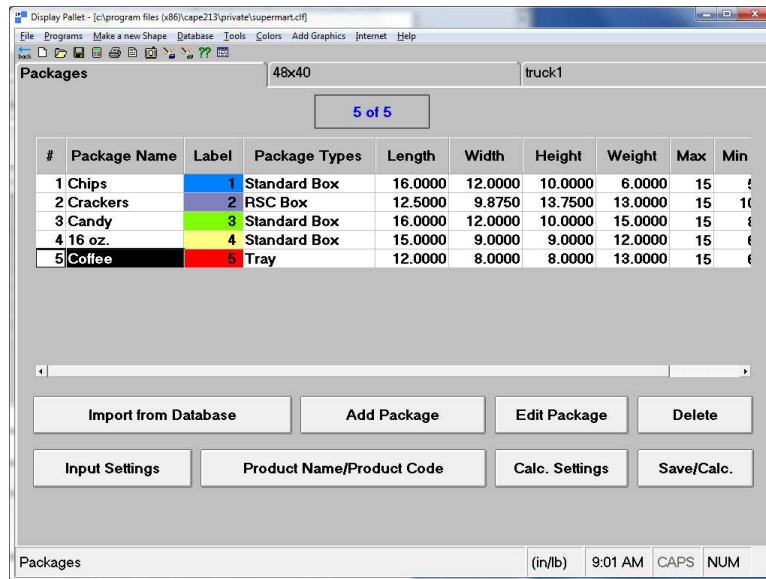 Display Pallet - [c:\program files (x86)\cape213\private\supermart.clf]
File Programs Make a new Shape Database Tools Colors Add Graphics Internet Help
back
Packages 48x40 truck1
5 of 5
# Package Name Label Package Types Length Width Height Weight Max Min
1 Chips 1 Standard Box 16.0000 12.0000 10.0000 6.0000 15
2 Crackers 2 RSC Box 12.5000 9.8750 13.7500 13.0000 15
3 Candy 3 Standard Box 16.0000 12.0000 10.0000 15.0000 15
4 16 oz. 4 Standard Box 15.0000 9.0000 9.0000 12.0000 15
5 Coffee 5 Tray 12.0000 8.0000 8.0000 13.0000 15
Import from Database Add Package Edit Package Delete
Input Settings Product Name/Product Code Calc. Settings Save/Calc.
Packages (in/lb) 9:01 AM CAPS NUM